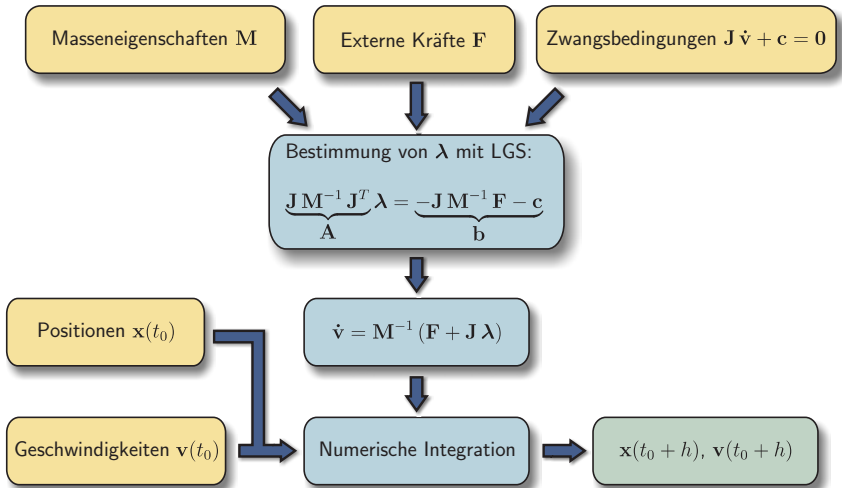 Masseneigenschaften M
Externe Kräfte F
Zwangsbedingungen J v̇ + c = 0
Bestimmung von λ mit LGS:
J M⁻¹ Jᵀ λ = −J M⁻¹ F − c
A b
Positionen x(t₀)
v̇ = M⁻¹ (F + J λ)
Geschwindigkeiten v(t₀)
Numerische Integration
x(t₀ + h), v(t₀ + h)